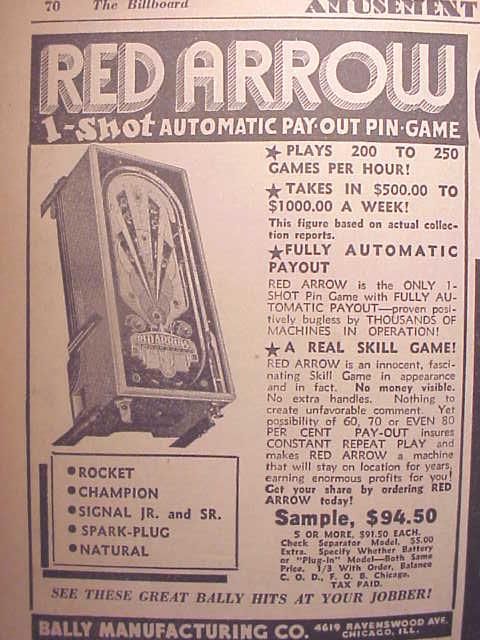 70 The Billboard AMUSEMENT
RED ARROW
1-Shot AUTOMATIC PAY-OUT PIN-GAME
★ PLAYS 200 TO 250
GAMES PER HOUR!
★ TAKES IN $500.00 TO
$1000.00 A WEEK!
This figure based on actual collec-
tion reports.
★ FULLY AUTOMATIC
PAYOUT
RED ARROW is the ONLY 1-
SHOT Pin Game with FULLY AU-
TOMATIC PAYOUT—proven posi-
tively bugless by THOUSANDS OF
MACHINES IN OPERATION!
★ A REAL SKILL GAME!
RED ARROW is an innocent, fasci-
nating Skill Game in appearance
and in fact. No money visible.
No extra handles. Nothing to
create unfavorable comment. Yet
possibility of 60, 70 or EVEN 80
PER CENT PAY-OUT insures
CONSTANT REPEAT PLAY and
makes RED ARROW a machine
that will stay on location for years,
earning enormous profits for you!
Get your share by ordering RED
ARROW today!
Sample, $94.50
5 OR MORE, $91.50 EACH.
Check Separator Model, $5.00
Extra. Specify Whether Battery
or "Plug-In" Model—Both Same
Price. 1/3 With Order, Balance
C. O. D., F. O. B. Chicago.
TAX PAID.
RED ARROW
• ROCKET
• CHAMPION
• SIGNAL JR. and SR.
• SPARK-PLUG
• NATURAL
SEE THESE GREAT BALLY HITS AT YOUR JOBBER!
BALLY MANUFACTURING CO. 4619 RAVENSWOOD AVE.
CHICAGO, ILL.